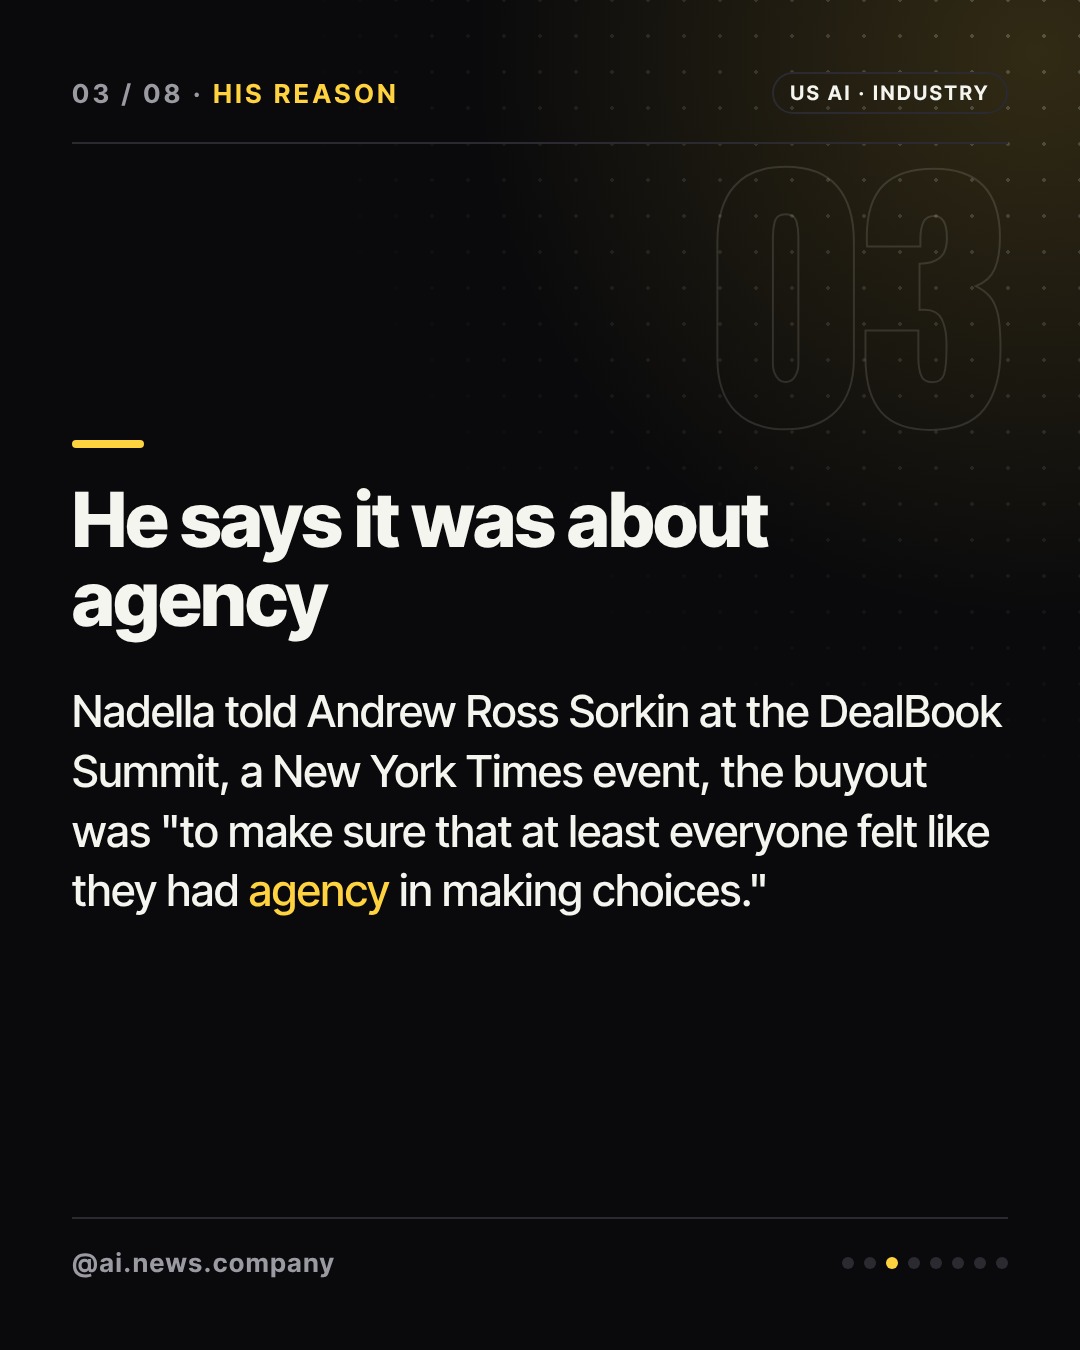 03 / 08 · HIS REASON
US AI · INDUSTRY
03
He says it was about
agency
Nadella told Andrew Ross Sorkin at the DealBook
Summit, a New York Times event, the buyout
was "to make sure that at least everyone felt like
they had agency in making choices."
@ai.news.company